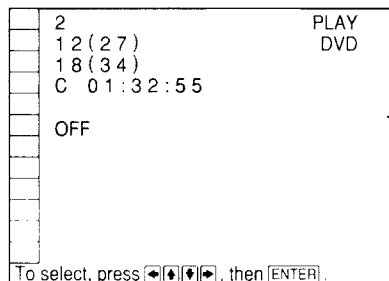 2 PLAY
12(27) DVD
18(34)
C 01:32:55
OFF
To select, press ←↑↓→, then ENTER.